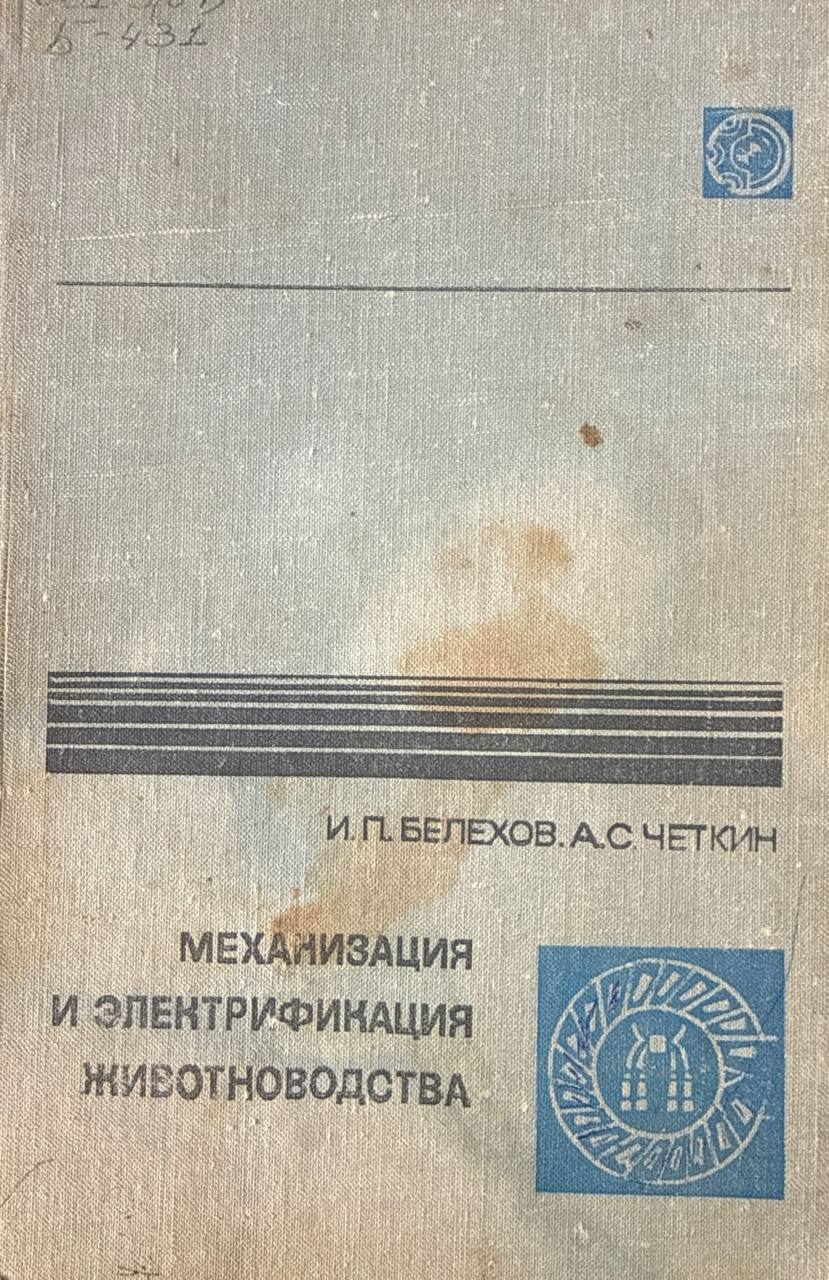 Б-431
И. П. БЕЛЕХОВ. А. С. ЧЕТКИН
МЕХАНИЗАЦИЯ
И ЭЛЕКТРИФИКАЦИЯ
ЖИВОТНОВОДСТВА